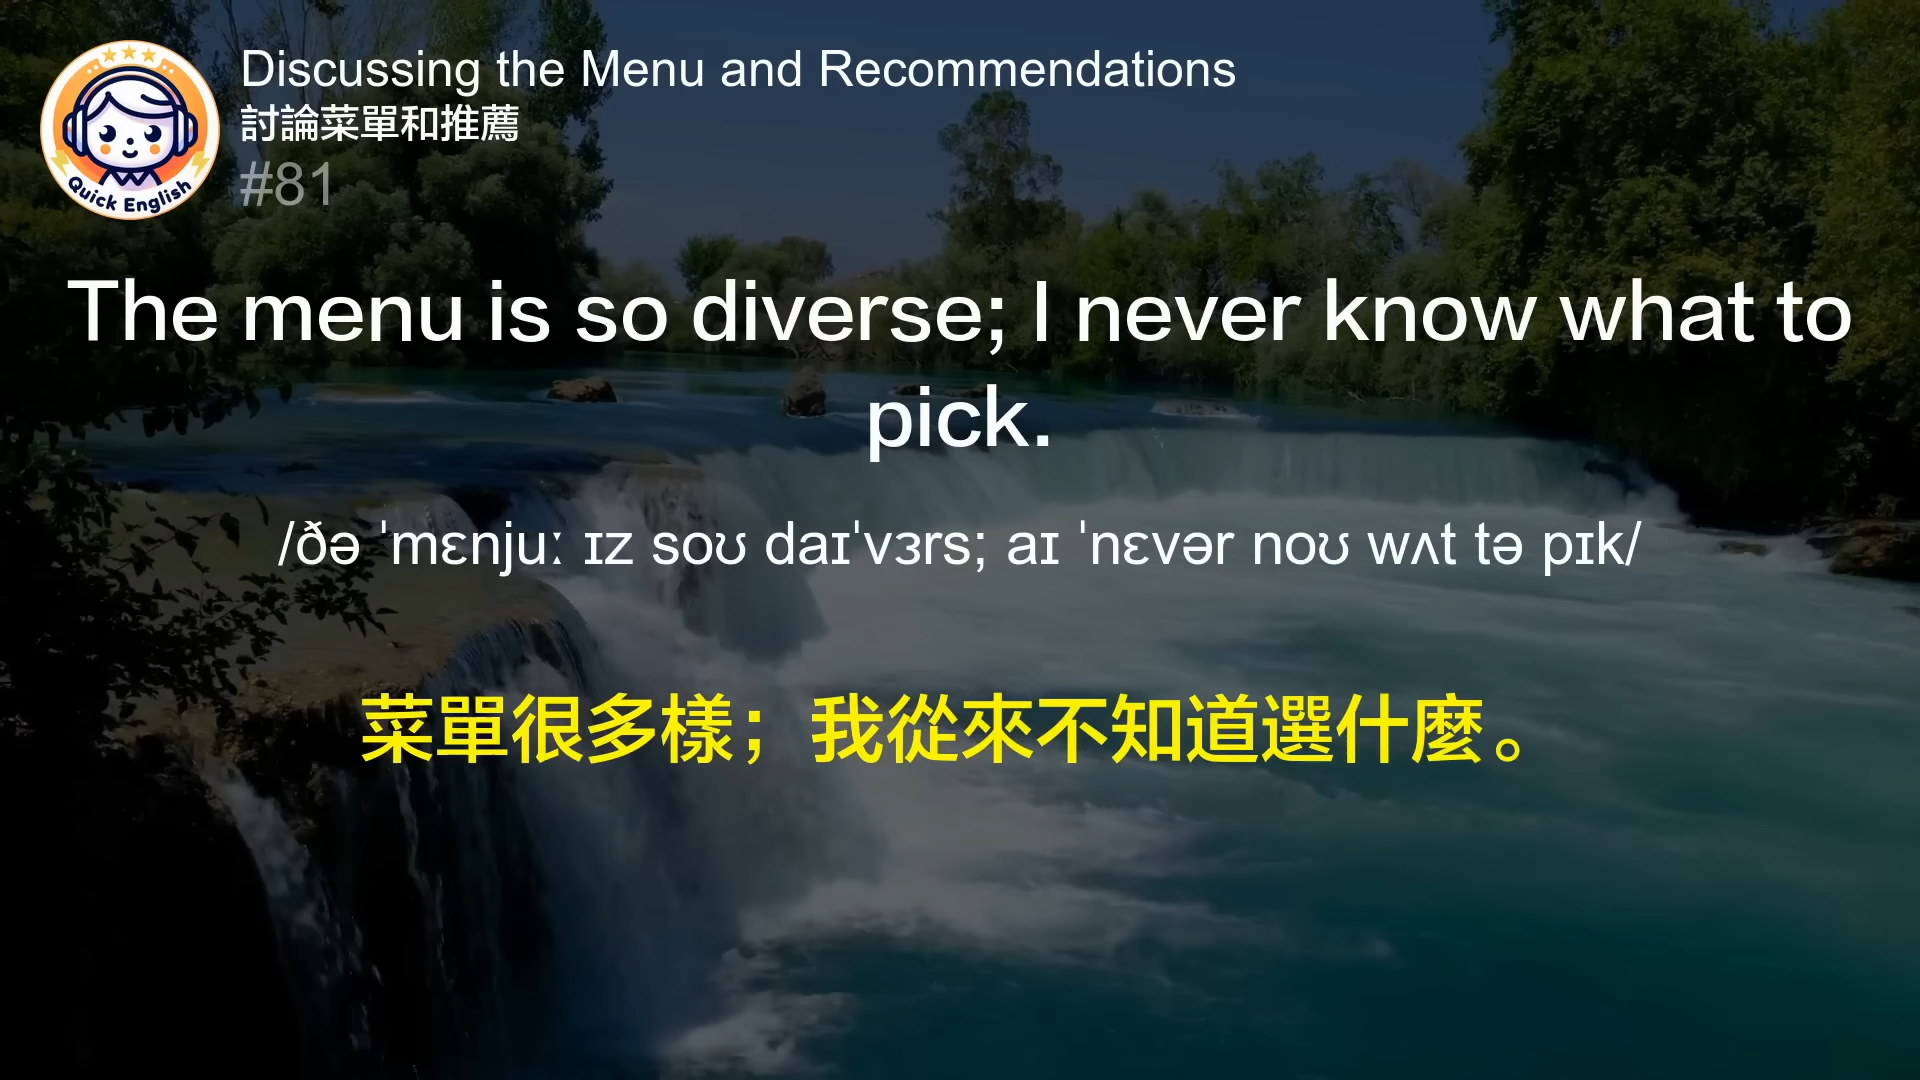 Discussing the Menu and Recommendations
討論菜單和推薦
#81
Quick English
The menu is so diverse; I never know what to
pick.
/ðə ˈmɛnjuː ɪz soʊ daɪˈvɜrs; aɪ ˈnɛvər noʊ wʌt tə pɪk/
菜單很多樣；我從來不知道選什麼。